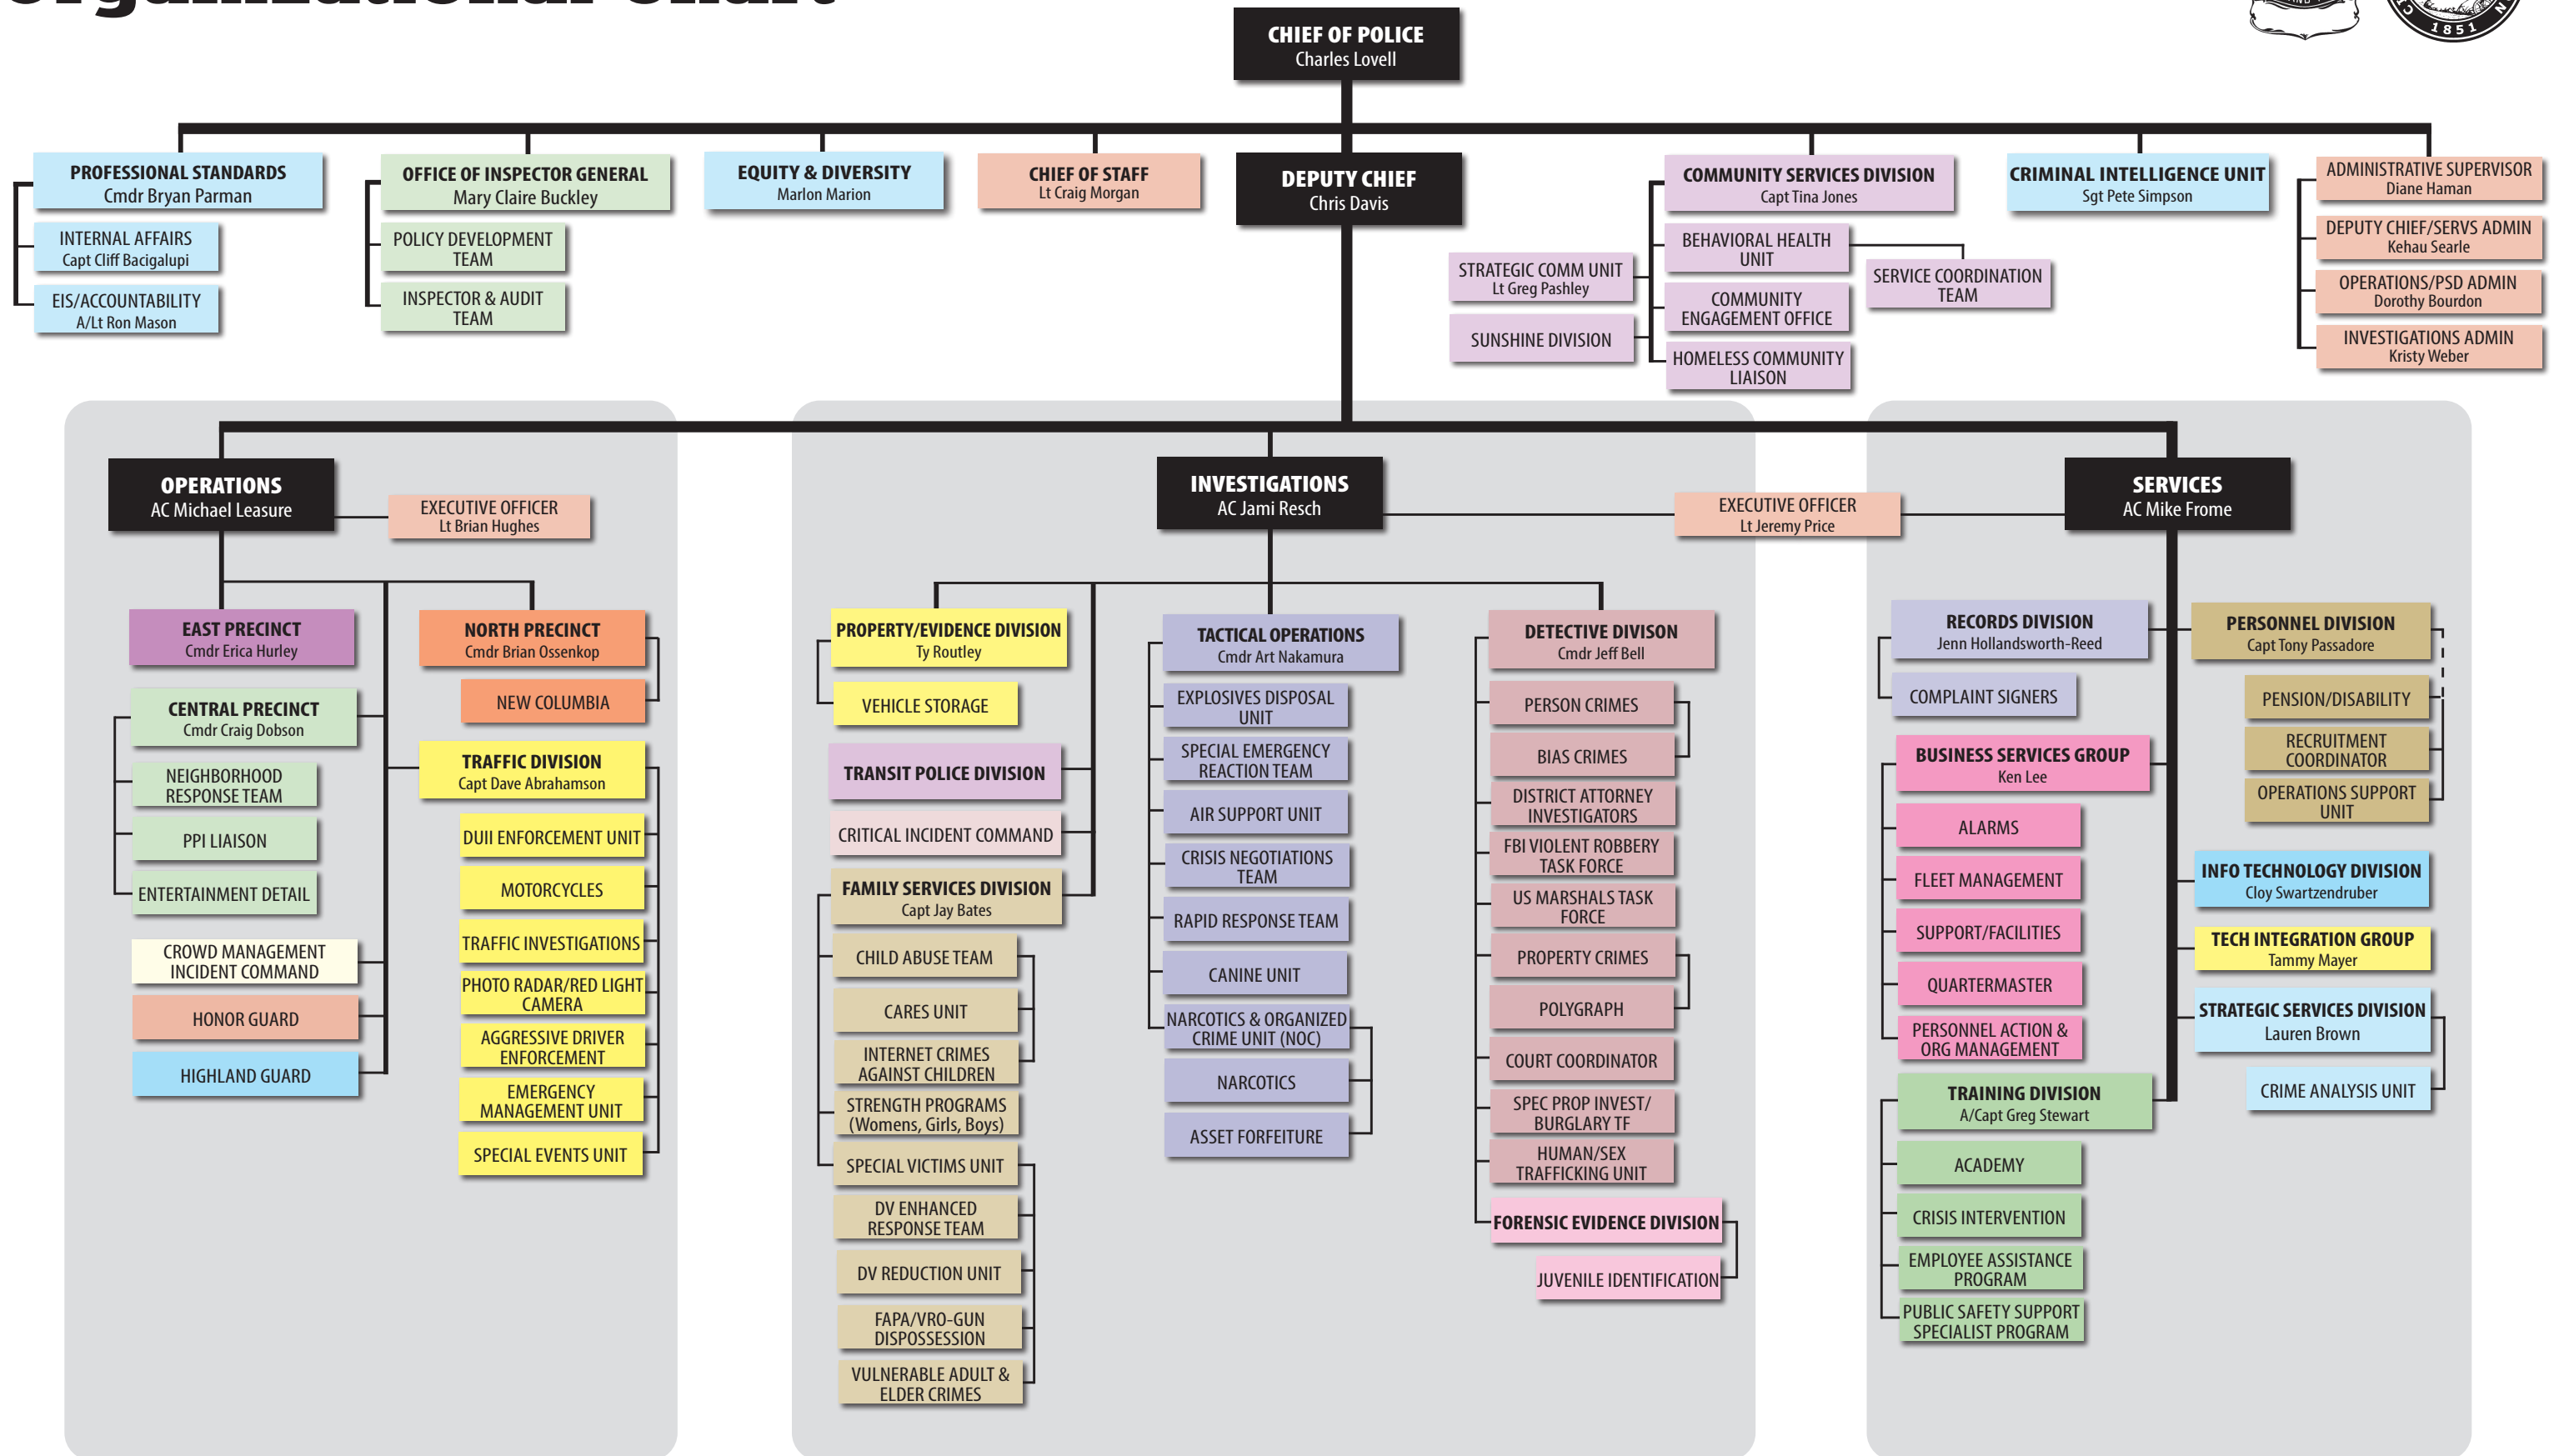 Organizational Chart
AND
1851
CHIEF OF POLICE
Charles Lovell
PROFESSIONAL STANDARDS
Cmdr Bryan Parman
INTERNAL AFFAIRS
Capt Cliff Bacigalupi
EIS/ACCOUNTABILITY
A/Lt Ron Mason
OFFICE OF INSPECTOR GENERAL
Mary Claire Buckley
POLICY DEVELOPMENT
TEAM
INSPECTOR & AUDIT
TEAM
EQUITY & DIVERSITY
Marlon Marion
CHIEF OF STAFF
Lt Craig Morgan
DEPUTY CHIEF
Chris Davis
COMMUNITY SERVICES DIVISION
Capt Tina Jones
STRATEGIC COMM UNIT
Lt Greg Pashley
SUNSHINE DIVISION
BEHAVIORAL HEALTH
UNIT
SERVICE COORDINATION
TEAM
COMMUNITY
ENGAGEMENT OFFICE
HOMELESS COMMUNITY
LIAISON
CRIMINAL INTELLIGENCE UNIT
Sgt Pete Simpson
ADMINISTRATIVE SUPERVISOR
Diane Haman
DEPUTY CHIEF/SERVS ADMIN
Kehau Searle
OPERATIONS/PSD ADMIN
Dorothy Bourdon
INVESTIGATIONS ADMIN
Kristy Weber
OPERATIONS
AC Michael Leasure
EXECUTIVE OFFICER
Lt Brian Hughes
EAST PRECINCT
Cmdr Erica Hurley
CENTRAL PRECINCT
Cmdr Craig Dobson
NEIGHBORHOOD
RESPONSE TEAM
PPI LIAISON
ENTERTAINMENT DETAIL
CROWD MANAGEMENT
INCIDENT COMMAND
HONOR GUARD
HIGHLAND GUARD
NORTH PRECINCT
Cmdr Brian Ossenkop
NEW COLUMBIA
TRAFFIC DIVISION
Capt Dave Abrahamson
DUII ENFORCEMENT UNIT
MOTORCYCLES
TRAFFIC INVESTIGATIONS
PHOTO RADAR/RED LIGHT
CAMERA
AGGRESSIVE DRIVER
ENFORCEMENT
EMERGENCY
MANAGEMENT UNIT
SPECIAL EVENTS UNIT
INVESTIGATIONS
AC Jami Resch
EXECUTIVE OFFICER
Lt Jeremy Price
PROPERTY/EVIDENCE DIVISION
Ty Routley
VEHICLE STORAGE
TRANSIT POLICE DIVISION
CRITICAL INCIDENT COMMAND
FAMILY SERVICES DIVISION
Capt Jay Bates
CHILD ABUSE TEAM
CARES UNIT
INTERNET CRIMES
AGAINST CHILDREN
STRENGTH PROGRAMS
(Womens, Girls, Boys)
SPECIAL VICTIMS UNIT
DV ENHANCED
RESPONSE TEAM
DV REDUCTION UNIT
FAPA/VRO-GUN
DISPOSSESSION
VULNERABLE ADULT &
ELDER CRIMES
TACTICAL OPERATIONS
Cmdr Art Nakamura
EXPLOSIVES DISPOSAL
UNIT
SPECIAL EMERGENCY
REACTION TEAM
AIR SUPPORT UNIT
CRISIS NEGOTIATIONS
TEAM
RAPID RESPONSE TEAM
CANINE UNIT
NARCOTICS & ORGANIZED
CRIME UNIT (NOC)
NARCOTICS
ASSET FORFEITURE
DETECTIVE DIVISON
Cmdr Jeff Bell
PERSON CRIMES
BIAS CRIMES
DISTRICT ATTORNEY
INVESTIGATORS
FBI VIOLENT ROBBERY
TASK FORCE
US MARSHALS TASK
FORCE
PROPERTY CRIMES
POLYGRAPH
COURT COORDINATOR
SPEC PROP INVEST/
BURGLARY TF
HUMAN/SEX
TRAFFICKING UNIT
FORENSIC EVIDENCE DIVISION
JUVENILE IDENTIFICATION
SERVICES
AC Mike Frome
RECORDS DIVISION
Jenn Hollandsworth-Reed
COMPLAINT SIGNERS
BUSINESS SERVICES GROUP
Ken Lee
ALARMS
FLEET MANAGEMENT
SUPPORT/FACILITIES
QUARTERMASTER
PERSONNEL ACTION &
ORG MANAGEMENT
TRAINING DIVISION
A/Capt Greg Stewart
ACADEMY
CRISIS INTERVENTION
EMPLOYEE ASSISTANCE
PROGRAM
PUBLIC SAFETY SUPPORT
SPECIALIST PROGRAM
PERSONNEL DIVISION
Capt Tony Passadore
PENSION/DISABILITY
RECRUITMENT
COORDINATOR
OPERATIONS SUPPORT
UNIT
INFO TECHNOLOGY DIVISION
Cloy Swartzendruber
TECH INTEGRATION GROUP
Tammy Mayer
STRATEGIC SERVICES DIVISION
Lauren Brown
CRIME ANALYSIS UNIT